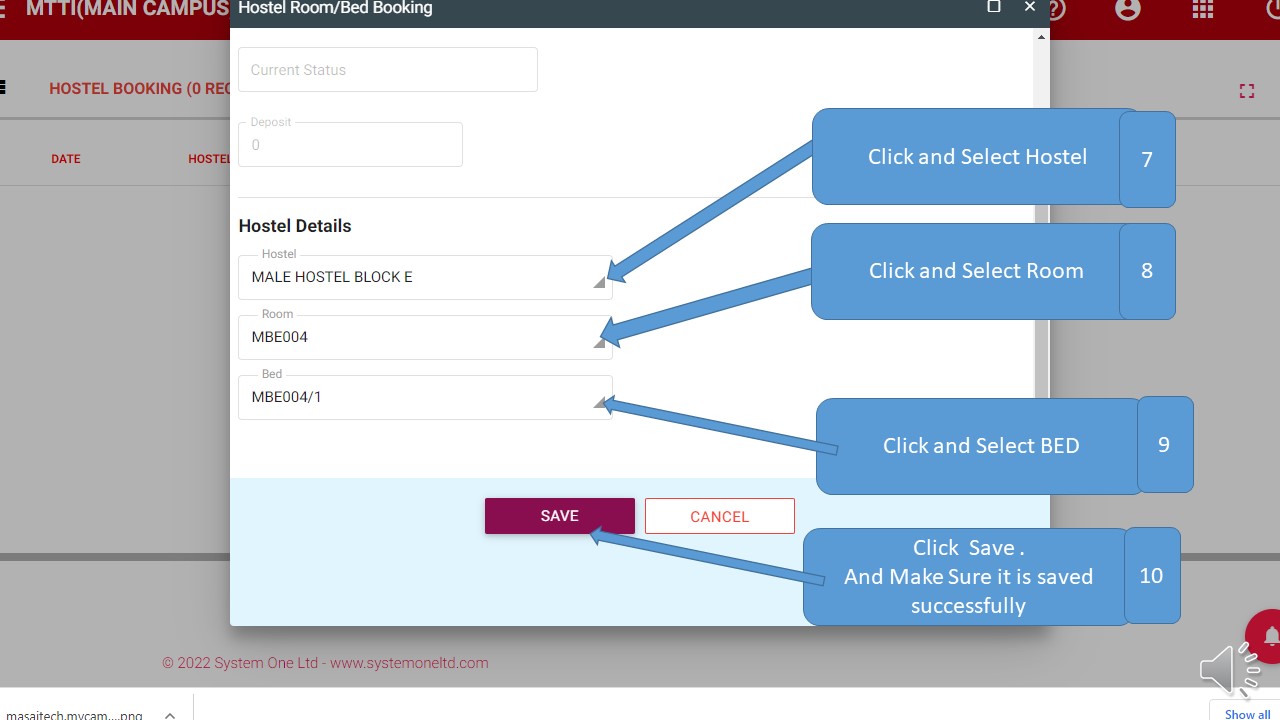 MTTI(MAIN CAMPUS
Hostel Room/Bed Booking
Current Status
HOSTEL BOOKING (0 REC
Deposit
0
DATE
HOSTEL
Click and Select Hostel
7
Hostel Details
Hostel
MALE HOSTEL BLOCK E
Click and Select Room
8
Room
MBE004
Bed
MBE004/1
Click and Select BED
9
SAVE
CANCEL
Click Save .
And Make Sure it is saved
successfully
10
© 2022 System One Ltd - www.systemoneltd.com
masaitech.mycam....png
Show all